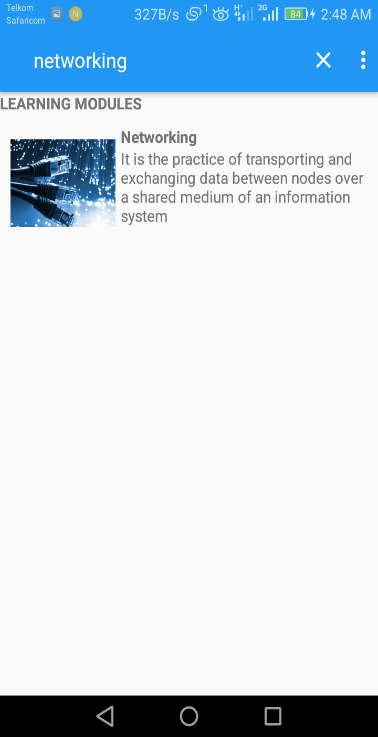 Telkom
Safaricom
N
327B/s 1 H+ 2G 84 2:48 AM
networking
LEARNING MODULES
Networking
It is the practice of transporting and
exchanging data between nodes over
a shared medium of an information
system